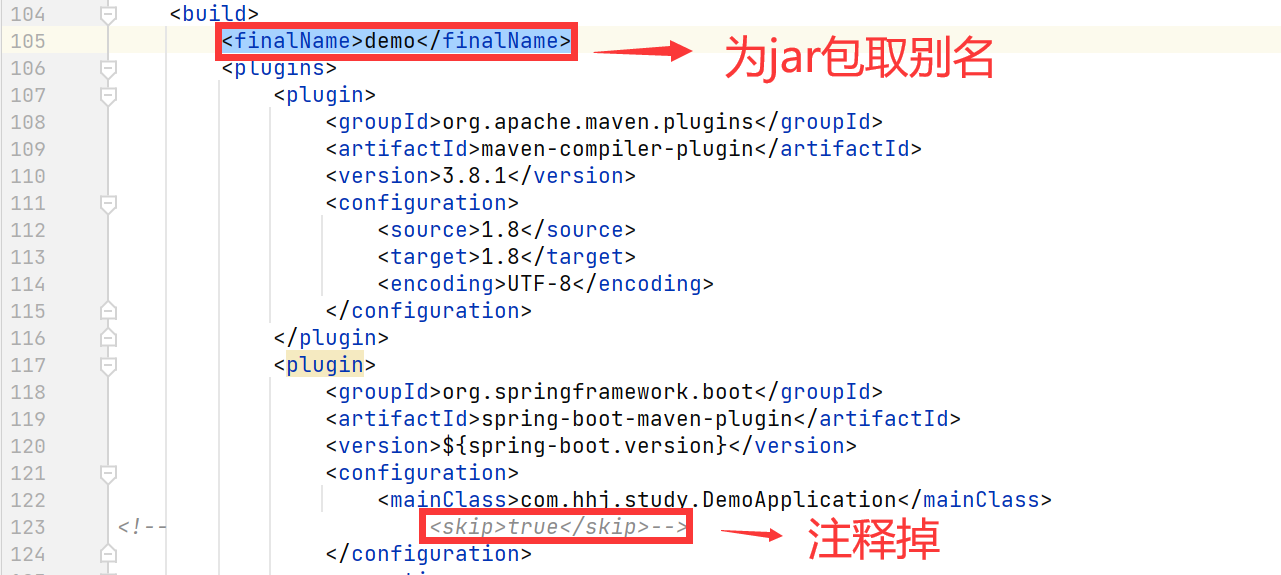 104 <build>
105 <finalName>demo</finalName> 为jar包取别名
106 <plugins>
107 <plugin>
108 <groupId>org.apache.maven.plugins</groupId>
109 <artifactId>maven-compiler-plugin</artifactId>
110 <version>3.8.1</version>
111 <configuration>
112 <source>1.8</source>
113 <target>1.8</target>
114 <encoding>UTF-8</encoding>
115 </configuration>
116 </plugin>
117 <plugin>
118 <groupId>org.springframework.boot</groupId>
119 <artifactId>spring-boot-maven-plugin</artifactId>
120 <version>${spring-boot.version}</version>
121 <configuration>
122 <mainClass>com.hhj.study.DemoApplication</mainClass>
123 <!-- <skip>true</skip>--> 注释掉
124 </configuration>